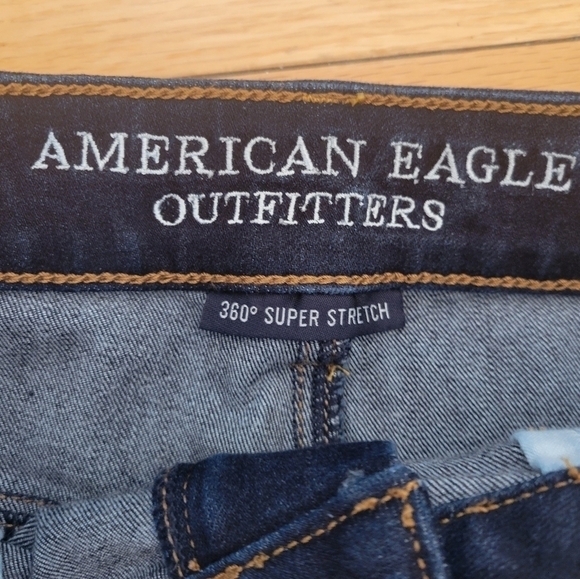 AMERICAN EAGLE
OUTFITTERS
360° SUPER STRETCH